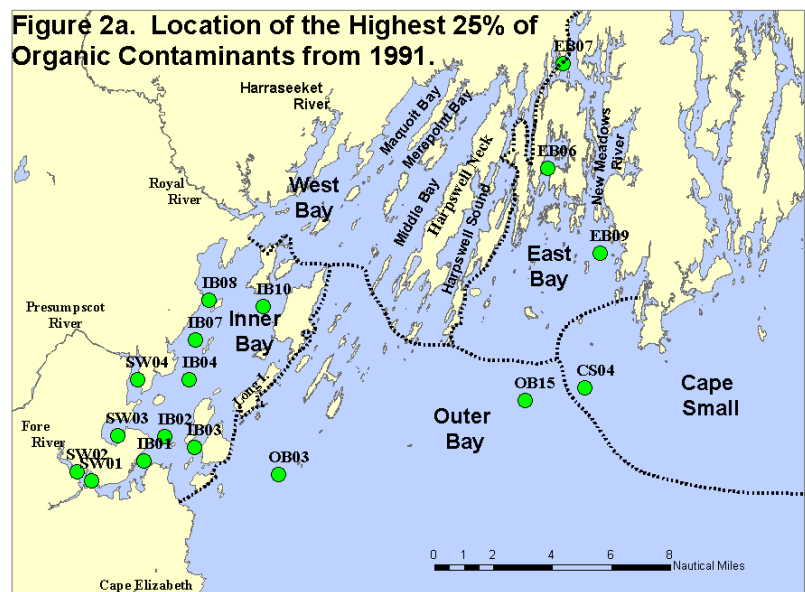 Figure 2a.  Location of the Highest 25% of
Organic Contaminants from 1991.
EB07
Harraseeket
River
Maquoit Bay
Merepoint Bay
EB06
New Meadows
River
Royal
River
West
Bay
Middle Bay
Harpswell Neck
Harpswell Sound
EB09
East
Bay
IB08
IB10
Presumpscot
River
IB07
Inner
Bay
SW04
IB04
Long I.
OB15
CS04
Cape
Small
Outer
Bay
Fore
River
SW03
IB02
IB01
IB03
SW02
SW01
OB03
0 1 2 4 6 8
Nautical Miles
Cape Elizabeth